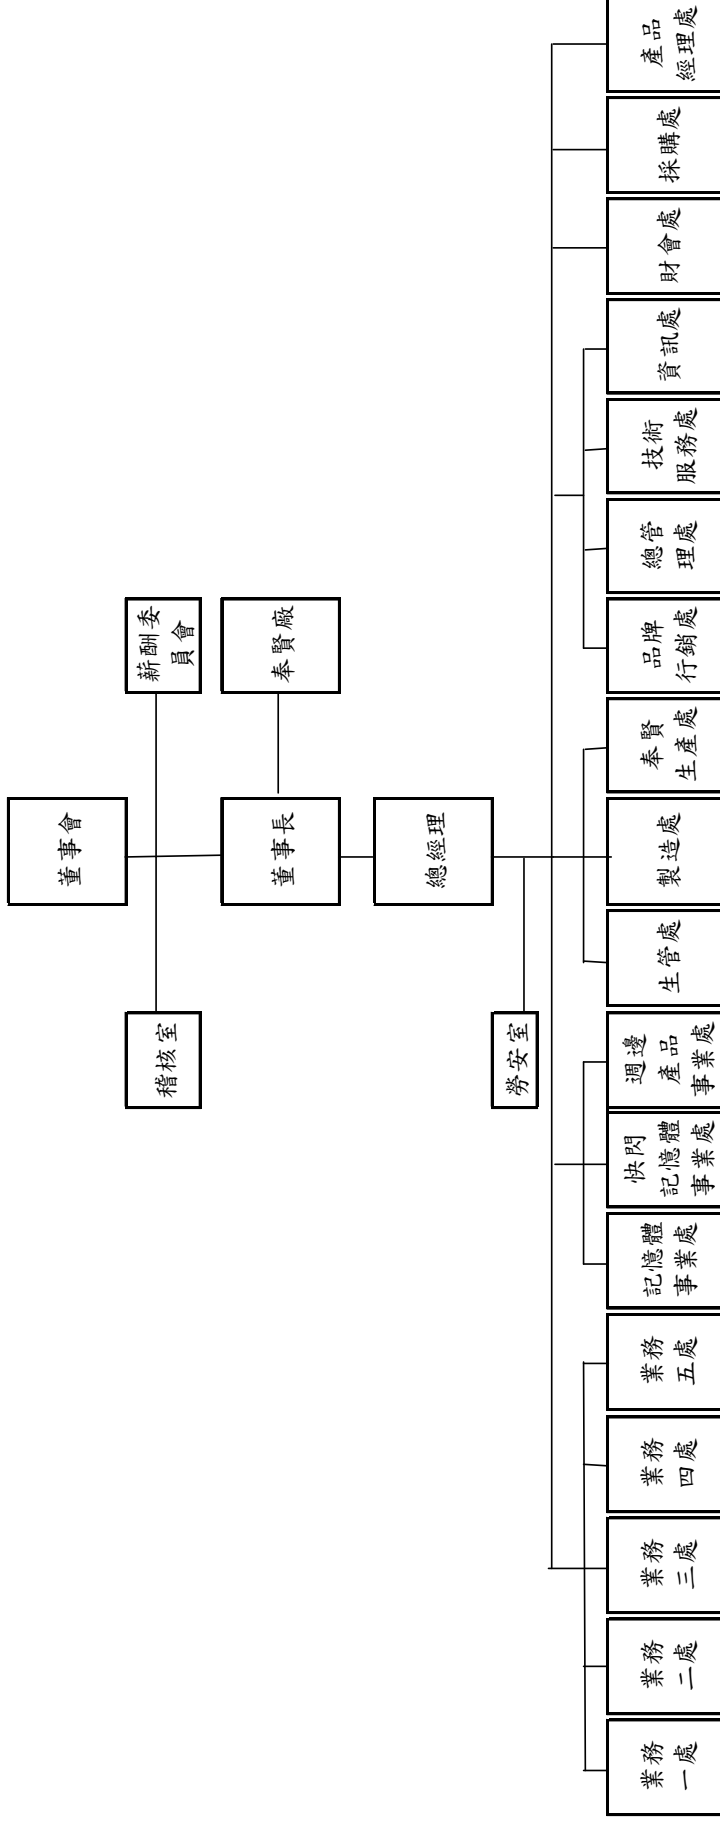 董事會
稽核室
薪酬委
員會
董事長
奉賢廠
總經理
勞安室
業務
一處
業務
二處
業務
三處
業務
四處
業務
五處
記憶體
事業處
快閃
記憶體
事業處
週邊
產品
事業處
生管處
製造處
奉賢
生產處
品牌
行銷處
總管
理處
技術
服務處
資訊處
財會處
採購處
產品
經理處